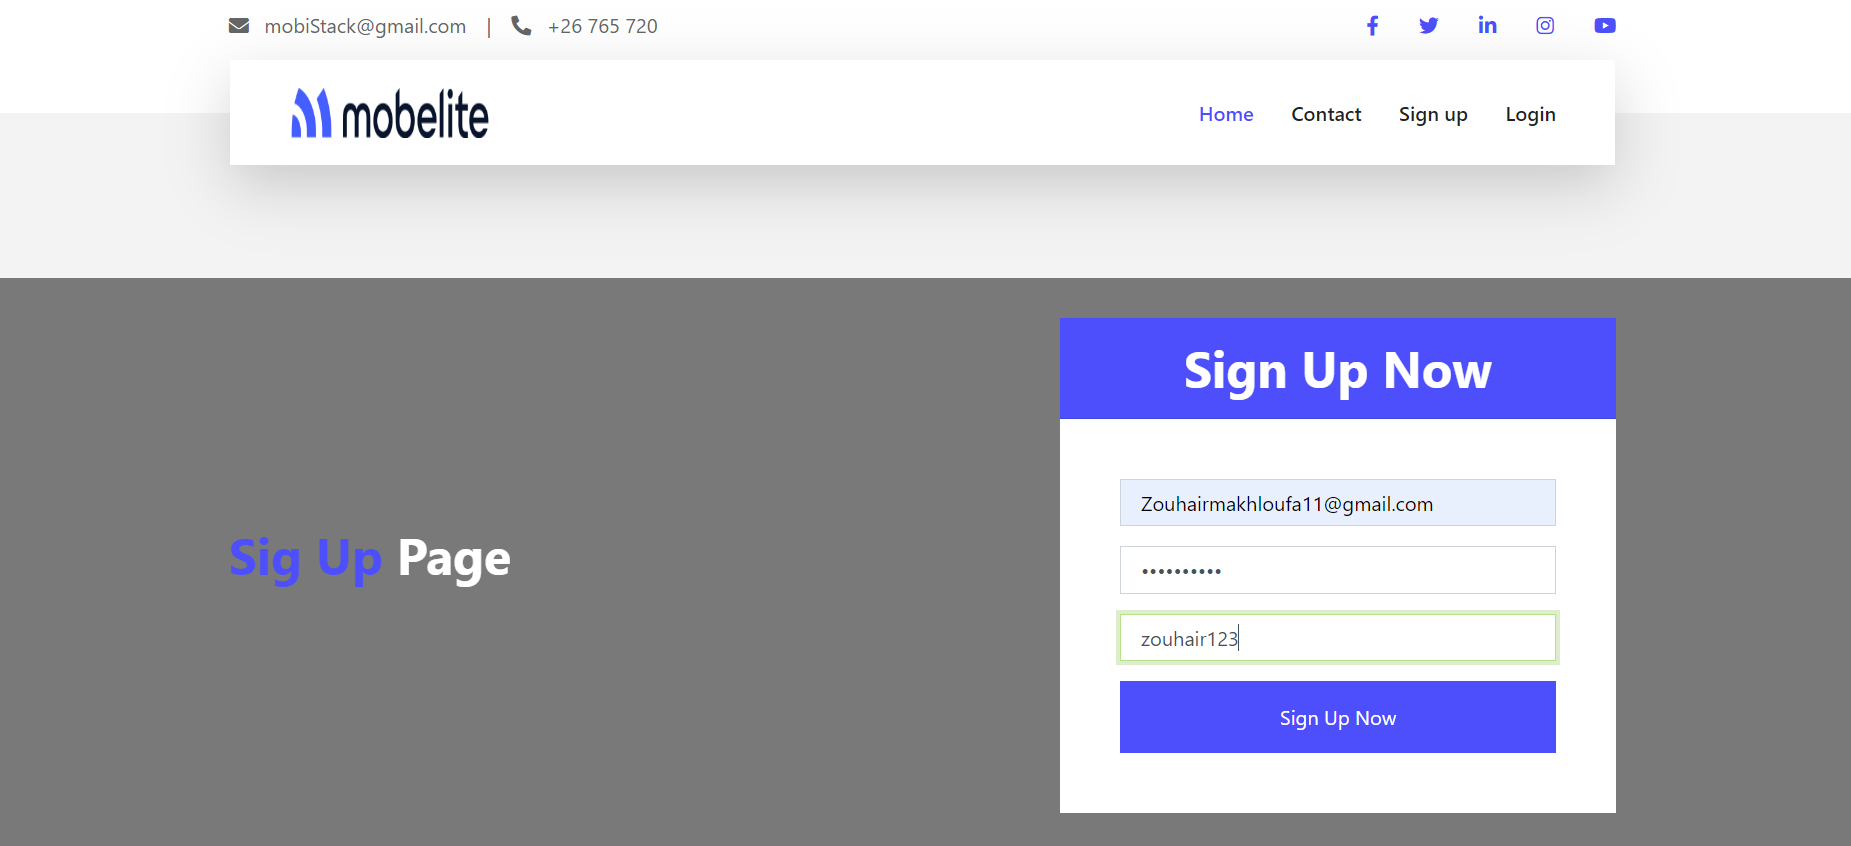 mobiStack@gmail.com | +26 765 720
mobelite
Home Contact Sign up Login
Sign Up Now
Zouhairmakhloufa11@gmail.com
••••••••••
Sig Up Page
zouhair123
Sign Up Now